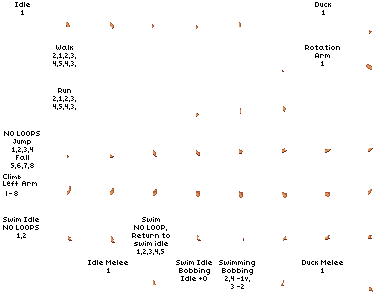 Idle
1
Duck
1
Walk
2,1,2,3,
4,5,4,3,
Rotation
Arm
1
Run
2,1,2,3,
4,5,4,3,
NO LOOPS
Jump
1,2,3,4
Fall
5,6,7,8
Climb
Left Arm
1-8
Swim Idle
NO LOOPS
1,2
Swim
NO LOOP,
Return to
swim idle
1,2,3,4,5
Idle Melee
1
Swim Idle
Bobbing
Idle +0
Swimming
Bobbing
2,4 -1v,
3 -2
Duck Melee
1